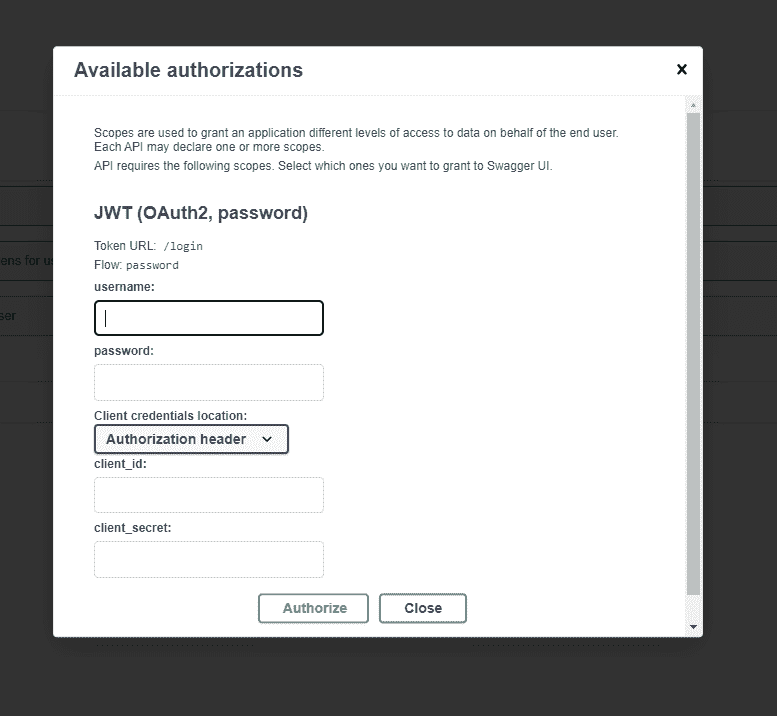 Available authorizations
Scopes are used to grant an application different levels of access to data on behalf of the end user.
Each API may declare one or more scopes.
API requires the following scopes. Select which ones you want to grant to Swagger UI.
JWT (OAuth2, password)
Token URL: /login
Flow: password
username:
password:
Client credentials location:
Authorization header
client_id:
client_secret:
Authorize Close
ens for us
ser